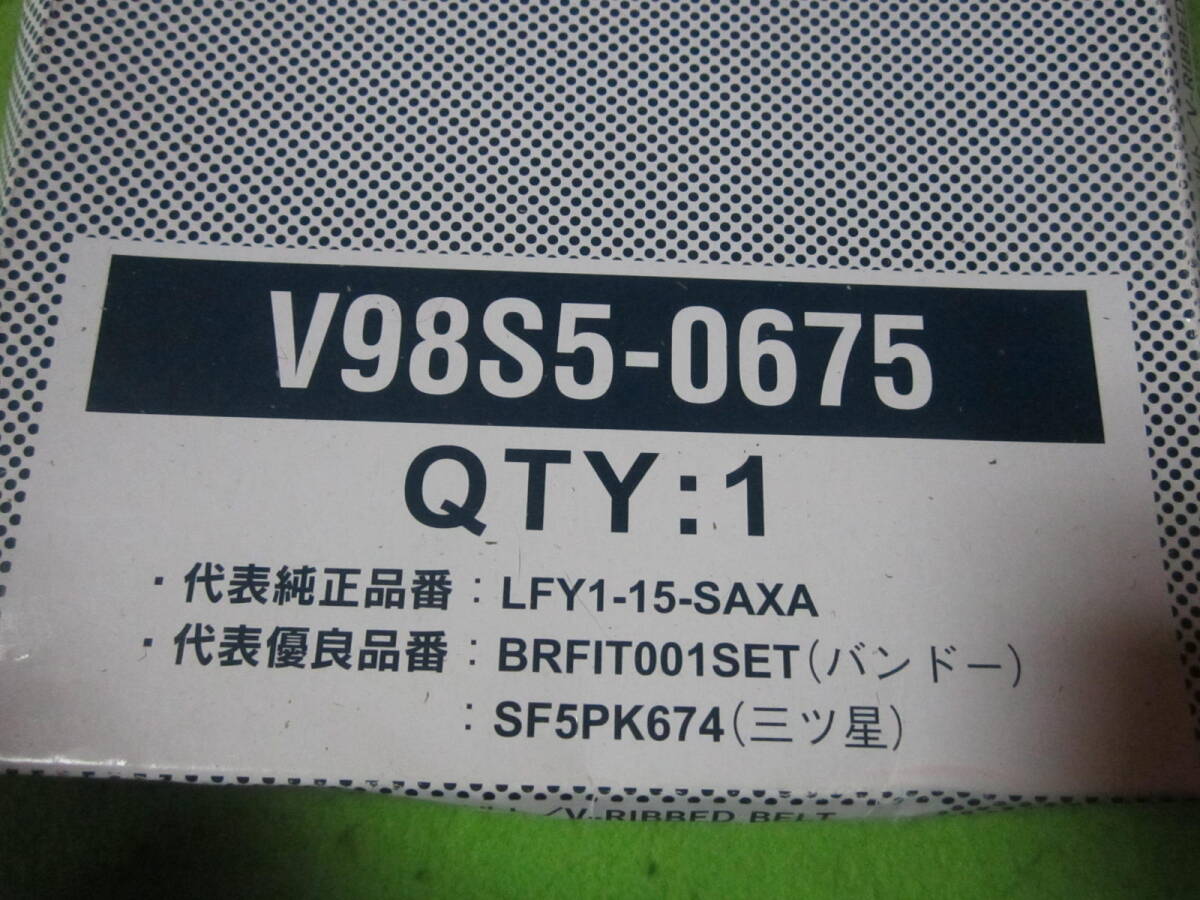 V98S5-0675
QTY:1
・代表純正品番：LFY1-15-SAXA
・代表優良品番：BRFIT001SET(バンドー)
：SF5PK674(三ツ星)
/V-RIBBED BELT